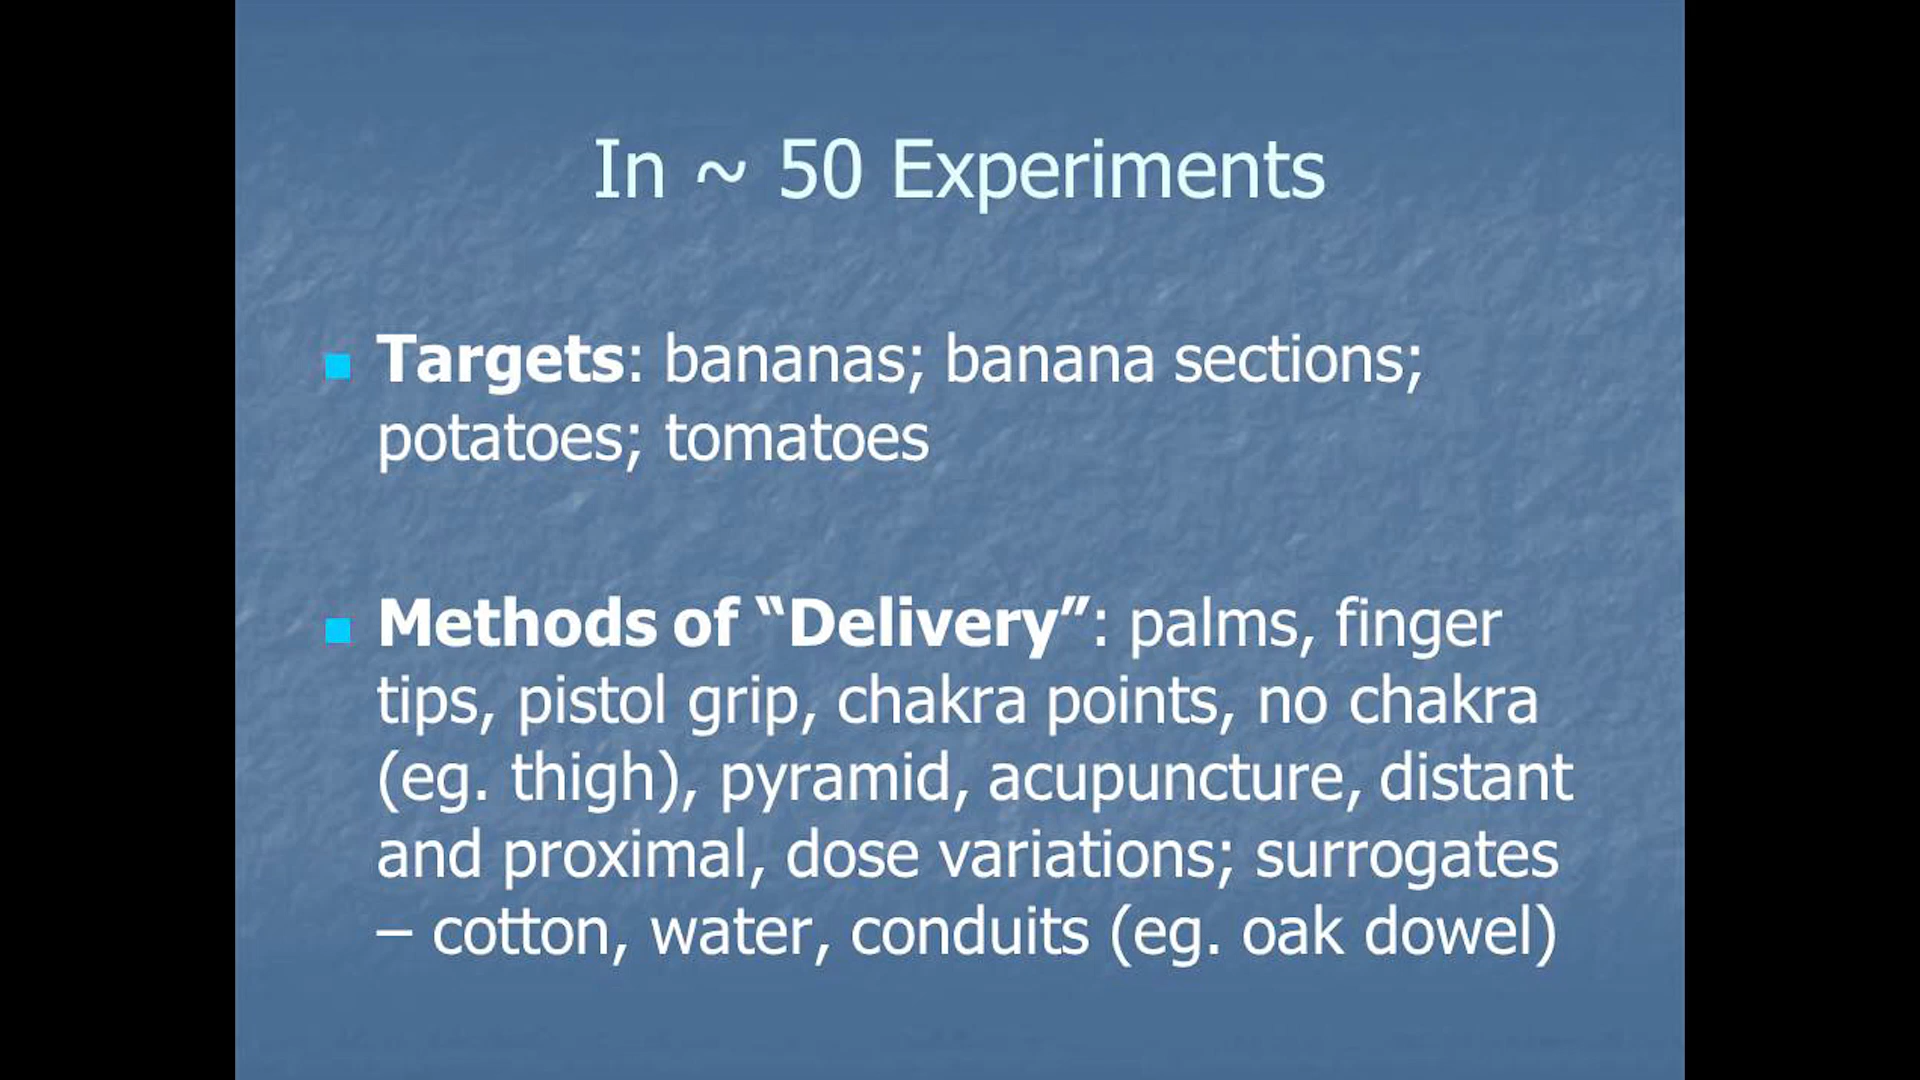 In ~ 50 Experiments
Targets: bananas; banana sections;
potatoes; tomatoes
Methods of “Delivery”: palms, finger
tips, pistol grip, chakra points, no chakra
(eg. thigh), pyramid, acupuncture, distant
and proximal, dose variations; surrogates
– cotton, water, conduits (eg. oak dowel)